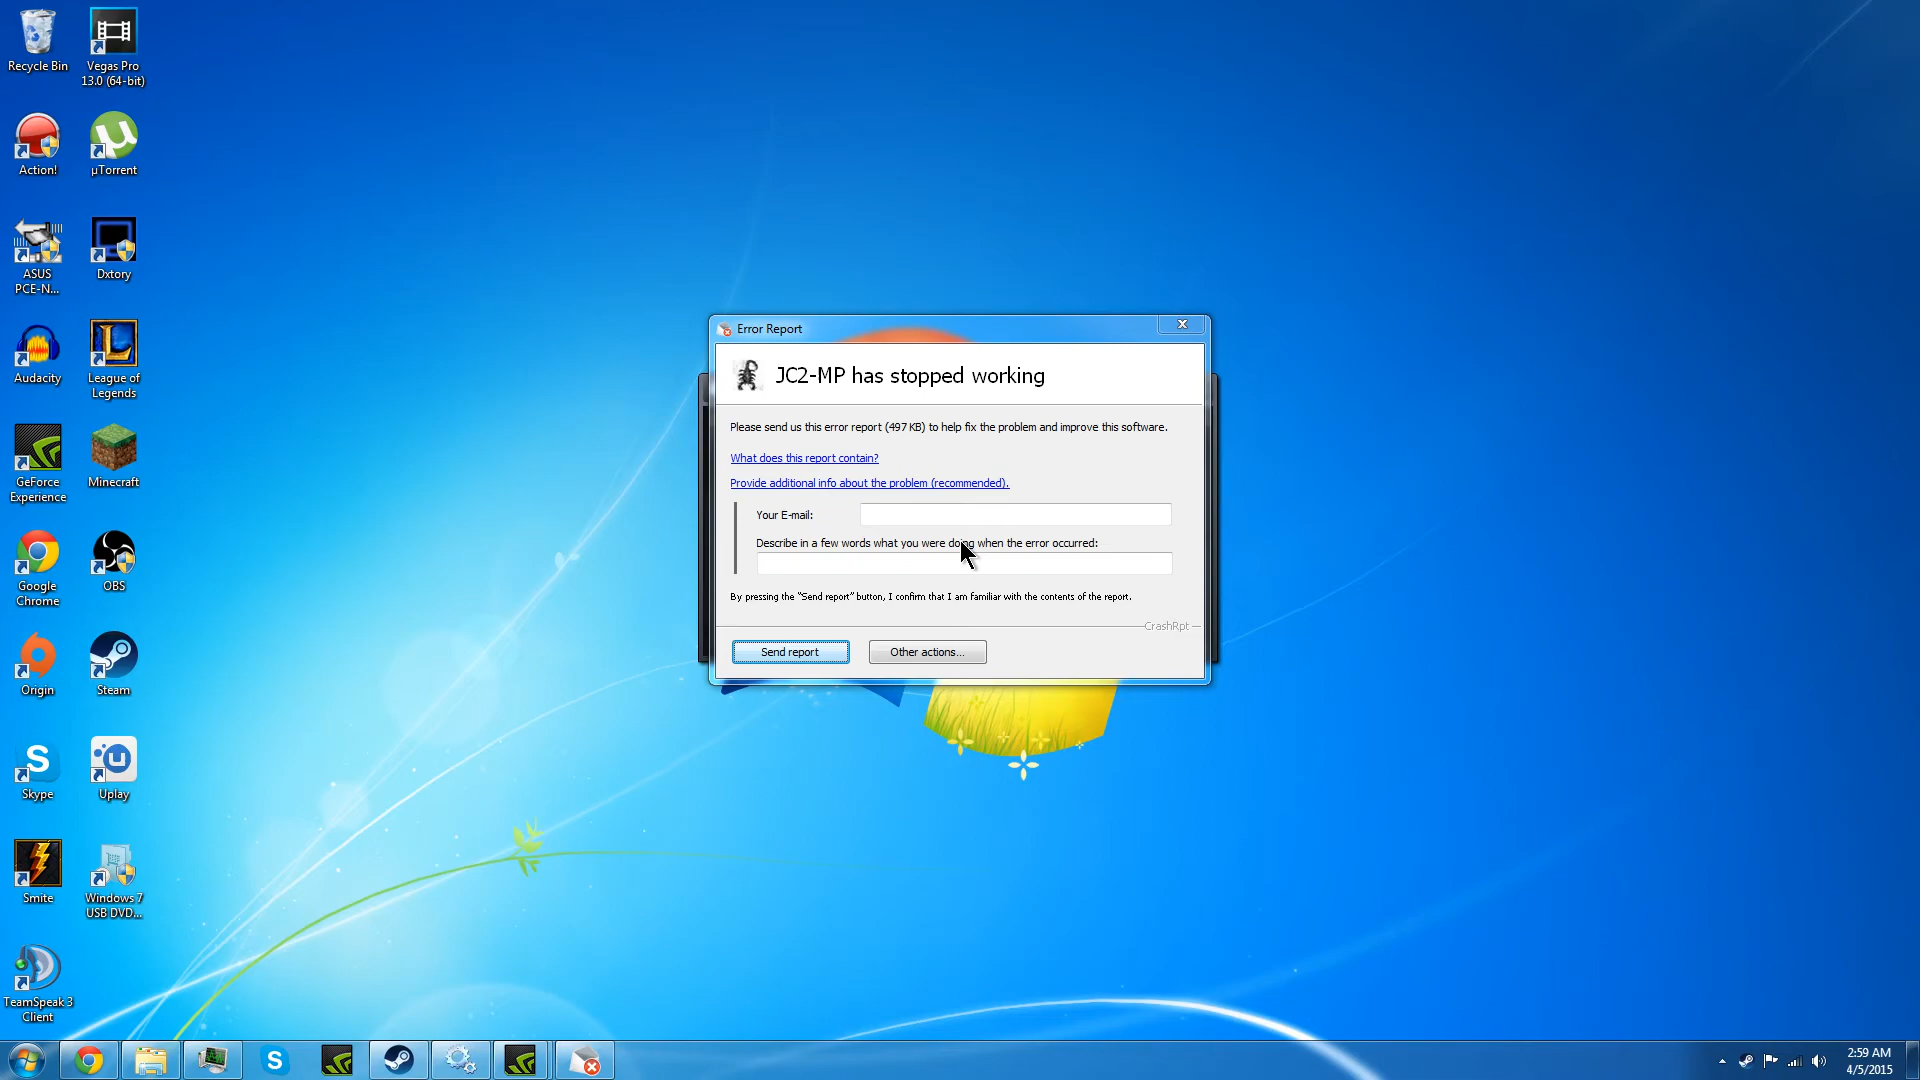 Recycle Bin
Vegas Pro
13.0 (64-bit)
Action!
µTorrent
ASUS
PCE-N...
Dxtory
Audacity
League of
Legends
GeForce
Experience
Minecraft
Google
Chrome
OBS
Origin
Steam
Skype
Uplay
Smite
Windows 7
USB DVD...
TeamSpeak 3
Client
Error Report
JC2-MP has stopped working
Please send us this error report (497 KB) to help fix the problem and improve this software.
What does this report contain?
Provide additional info about the problem (recommended).
Your E-mail:
Describe in a few words what you were doing when the error occurred:
By pressing the "Send report" button, I confirm that I am familiar with the contents of the report.
CrashRpt
Send report
Other actions...
2:59 AM
4/5/2015